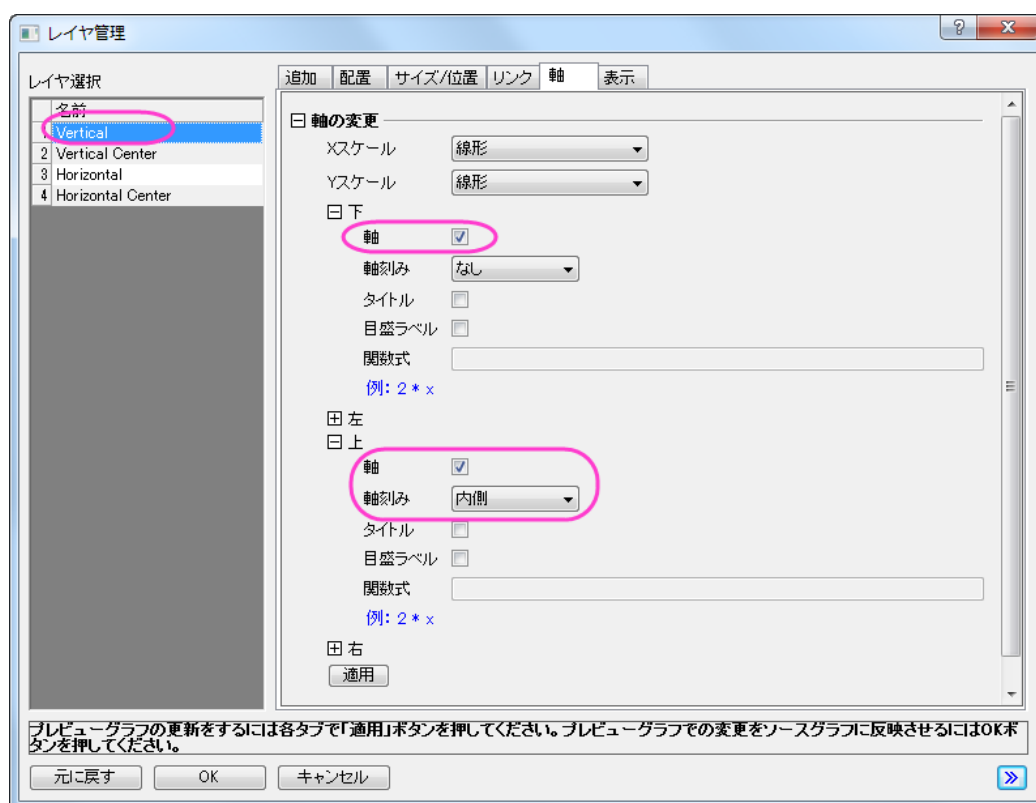 レイヤ管理
レイヤ選択
追加 配置 サイズ/位置 リンク 軸 表示
名前
1 Vertical
2 Vertical Center
3 Horizontal
4 Horizontal Center
軸の変更
Xスケール 線形
Yスケール 線形
下
軸
軸刻み なし
タイトル
目盛ラベル
関数式
例: 2 * x
左
上
軸
軸刻み 内側
タイトル
目盛ラベル
関数式
例: 2 * x
右
適用
プレビューグラフの更新をするには各タブで「適用」ボタンを押してください。プレビューグラフでの変更をソースグラフに反映させるにはOKボ
タンを押してください。
元に戻す OK キャンセル